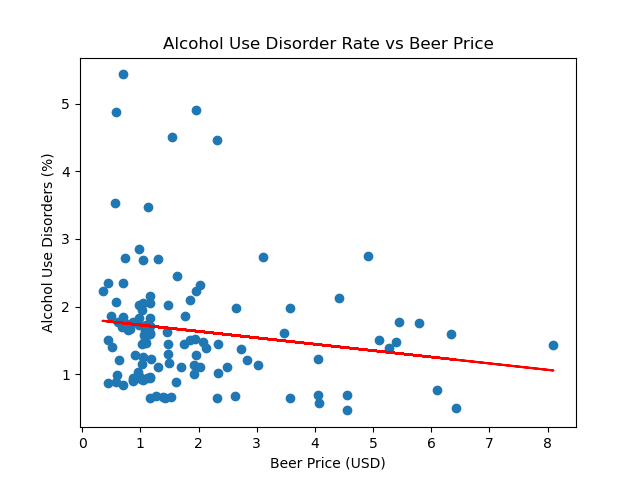 Alcohol Use Disorder Rate vs Beer Price
Alcohol Use Disorders (%)
5
4
3
2
1
0 1 2 3 4 5 6 7 8
Beer Price (USD)